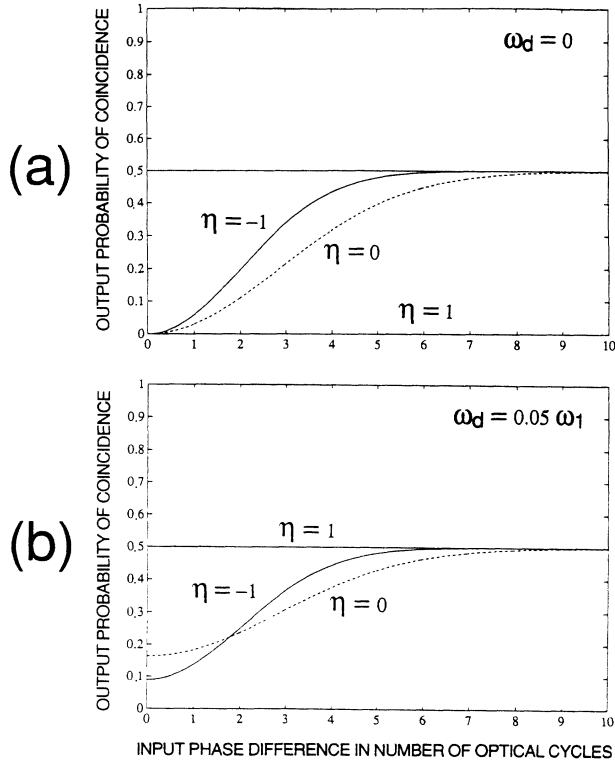 (a)
OUTPUT PROBABILITY OF COINCIDENCE
1
0.9
0.8
0.7
0.6
0.5
0.4
0.3
0.2
0.1
0
ωd = 0
η = -1
η = 0
η = 1
0 1 2 3 4 5 6 7 8 9 10
(b)
OUTPUT PROBABILITY OF COINCIDENCE
1
0.9
0.8
0.7
0.6
0.5
0.4
0.3
0.2
0.1
0
ωd = 0.05 ω1
η = 1
η = -1
η = 0
0 1 2 3 4 5 6 7 8 9 10
INPUT PHASE DIFFERENCE IN NUMBER OF OPTICAL CYCLES